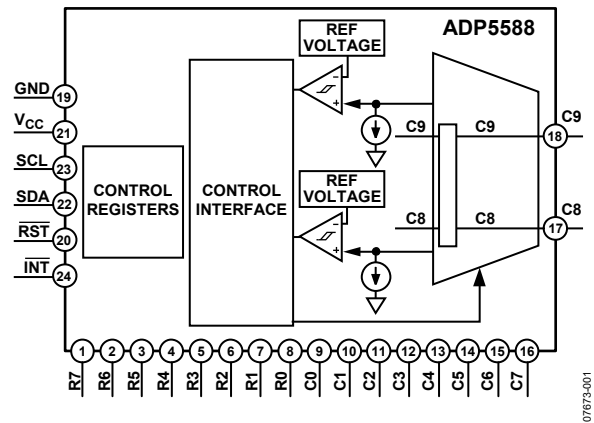 ADP5588
REF
VOLTAGE
GND
19
VCC
21
SCL
23
SDA
22
RST
20
INT
24
CONTROL
REGISTERS
CONTROL
INTERFACE
–
+
C9
C9
18
C9
REF
VOLTAGE
–
+
C8
C8
17
C8
1 2 3 4 5 6 7 8 9 10 11 12 13 14 15 16
R7 R6 R5 R4 R3 R2 R1 R0 C0 C1 C2 C3 C4 C5 C6 C7
07673-001